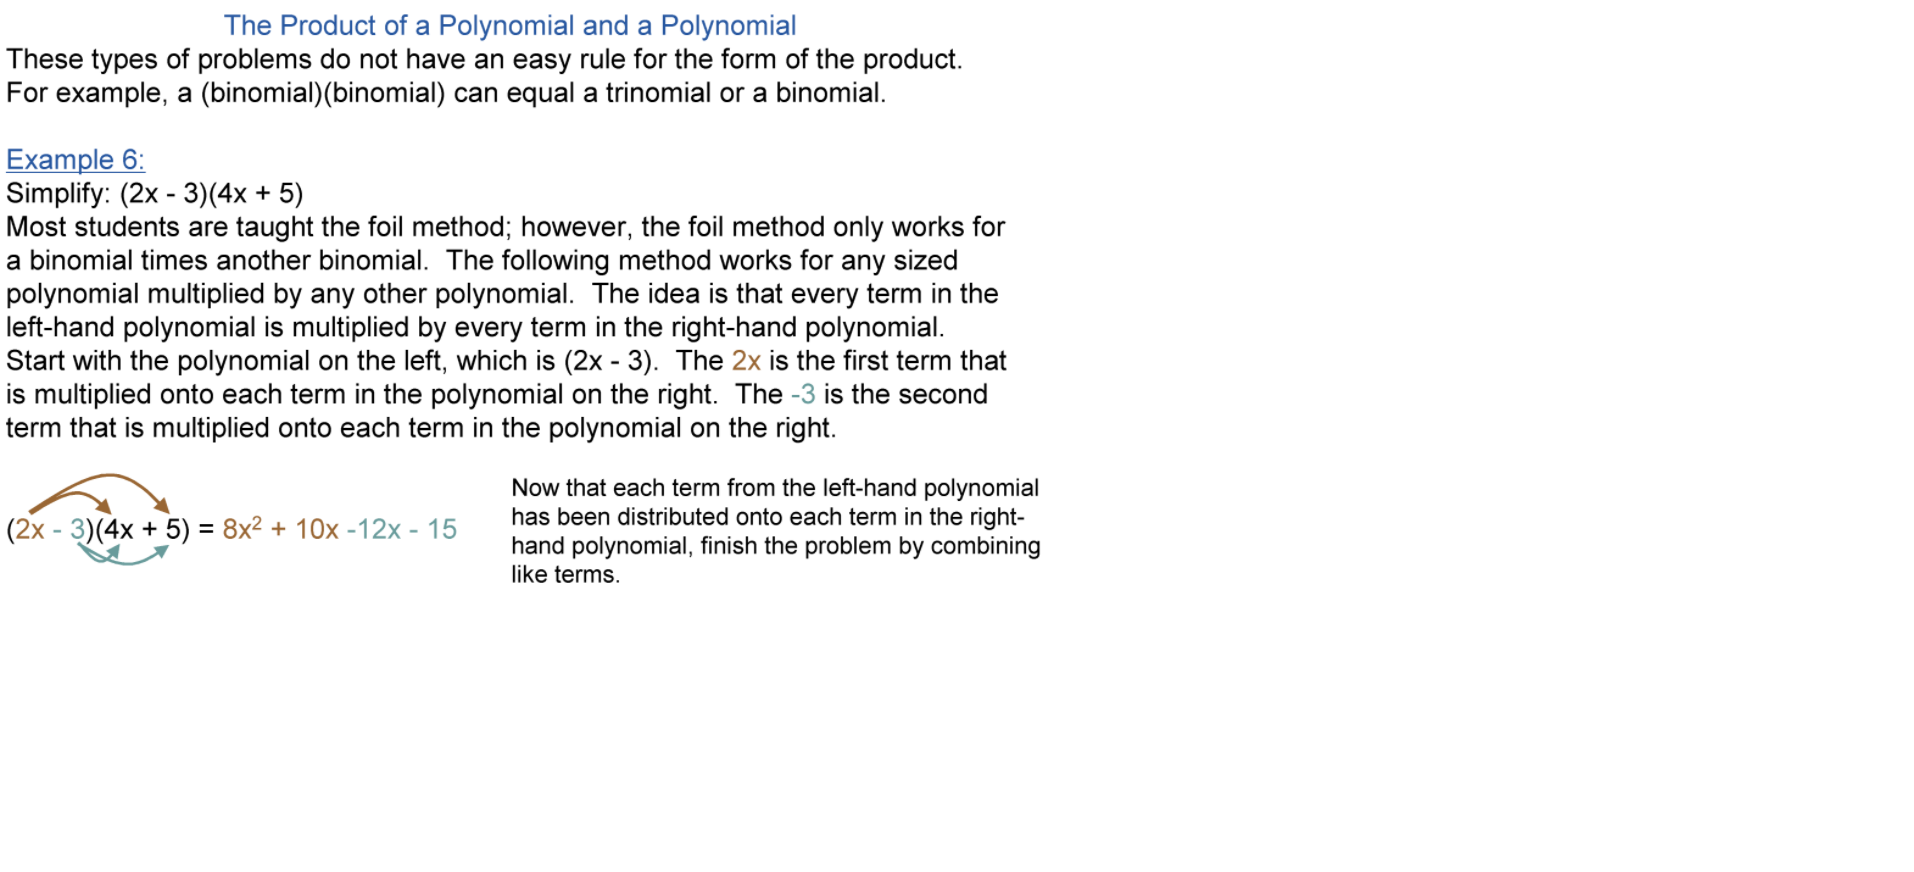 The Product of a Polynomial and a Polynomial
These types of problems do not have an easy rule for the form of the product.
For example, a (binomial)(binomial) can equal a trinomial or a binomial.
Example 6:
Simplify: (2x - 3)(4x + 5)
Most students are taught the foil method; however, the foil method only works for
a binomial times another binomial.  The following method works for any sized
polynomial multiplied by any other polynomial.  The idea is that every term in the
left-hand polynomial is multiplied by every term in the right-hand polynomial.
Start with the polynomial on the left, which is (2x - 3).  The 2x is the first term that
is multiplied onto each term in the polynomial on the right.  The -3 is the second
term that is multiplied onto each term in the polynomial on the right.
(2x - 3)(4x + 5) = 8x² + 10x -12x - 15
Now that each term from the left-hand polynomial
has been distributed onto each term in the right-
hand polynomial, finish the problem by combining
like terms.